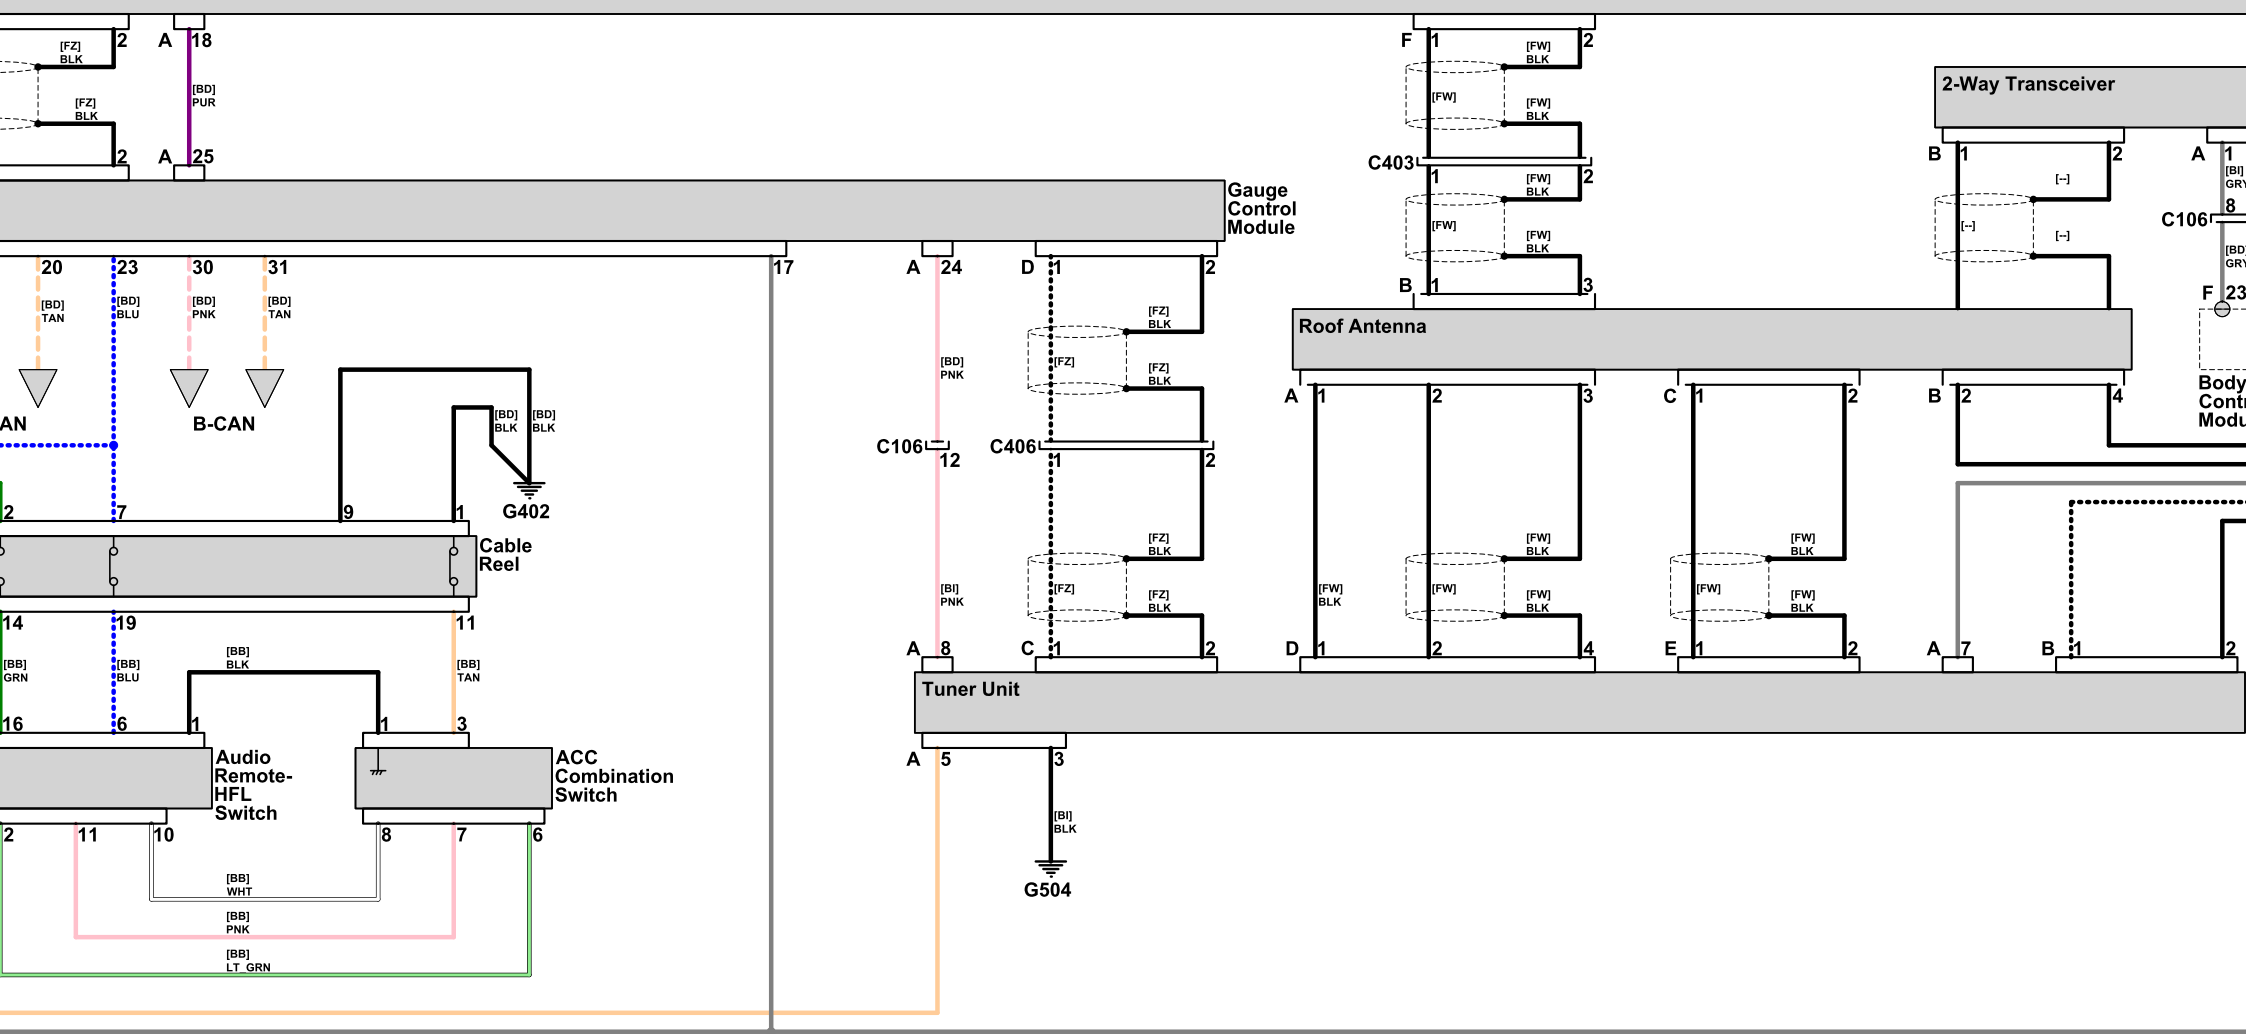 2
A
18
F
1
2
[FZ]
BLK
[FW]
BLK
[BD]
PUR
[FW]
[FZ]
BLK
[FW]
BLK
2-Way Transceiver
2
A
25
C403
B
1
2
A
1
[BI]
GRY
1
2
[FW]
BLK
[--]
Gauge
Control
Module
8
C106
[FW]
[--]
[FW]
BLK
[--]
[BD]
GRY
20
23
30
31
17
A
24
D
1
2
B
1
3
F
23
[BD]
TAN
[BD]
BLU
[BD]
PNK
[BD]
TAN
[FZ]
BLK
Roof Antenna
[BD]
PNK
[FZ]
[FZ]
BLK
Body
Contr
Modu
A
1
2
3
C
1
2
B
2
4
AN
B-CAN
[BD]
BLK
[BD]
BLK
C106
12
C406
1
2
2
7
9
1
G402
Cable
Reel
[FZ]
BLK
[FW]
BLK
[FW]
BLK
[BI]
PNK
[FZ]
[FZ]
BLK
[FW]
BLK
[FW]
[FW]
BLK
[FW]
[FW]
BLK
14
19
11
A
8
C
1
2
D
1
2
4
E
1
2
A
7
B
1
2
[BB]
GRN
[BB]
BLU
[BB]
BLK
[BB]
TAN
Tuner Unit
16
6
1
1
3
Audio
Remote-
HFL
Switch
ACC
Combination
Switch
A
5
3
2
11
10
8
7
6
[BI]
BLK
[BB]
WHT
G504
[BB]
PNK
[BB]
LT_GRN